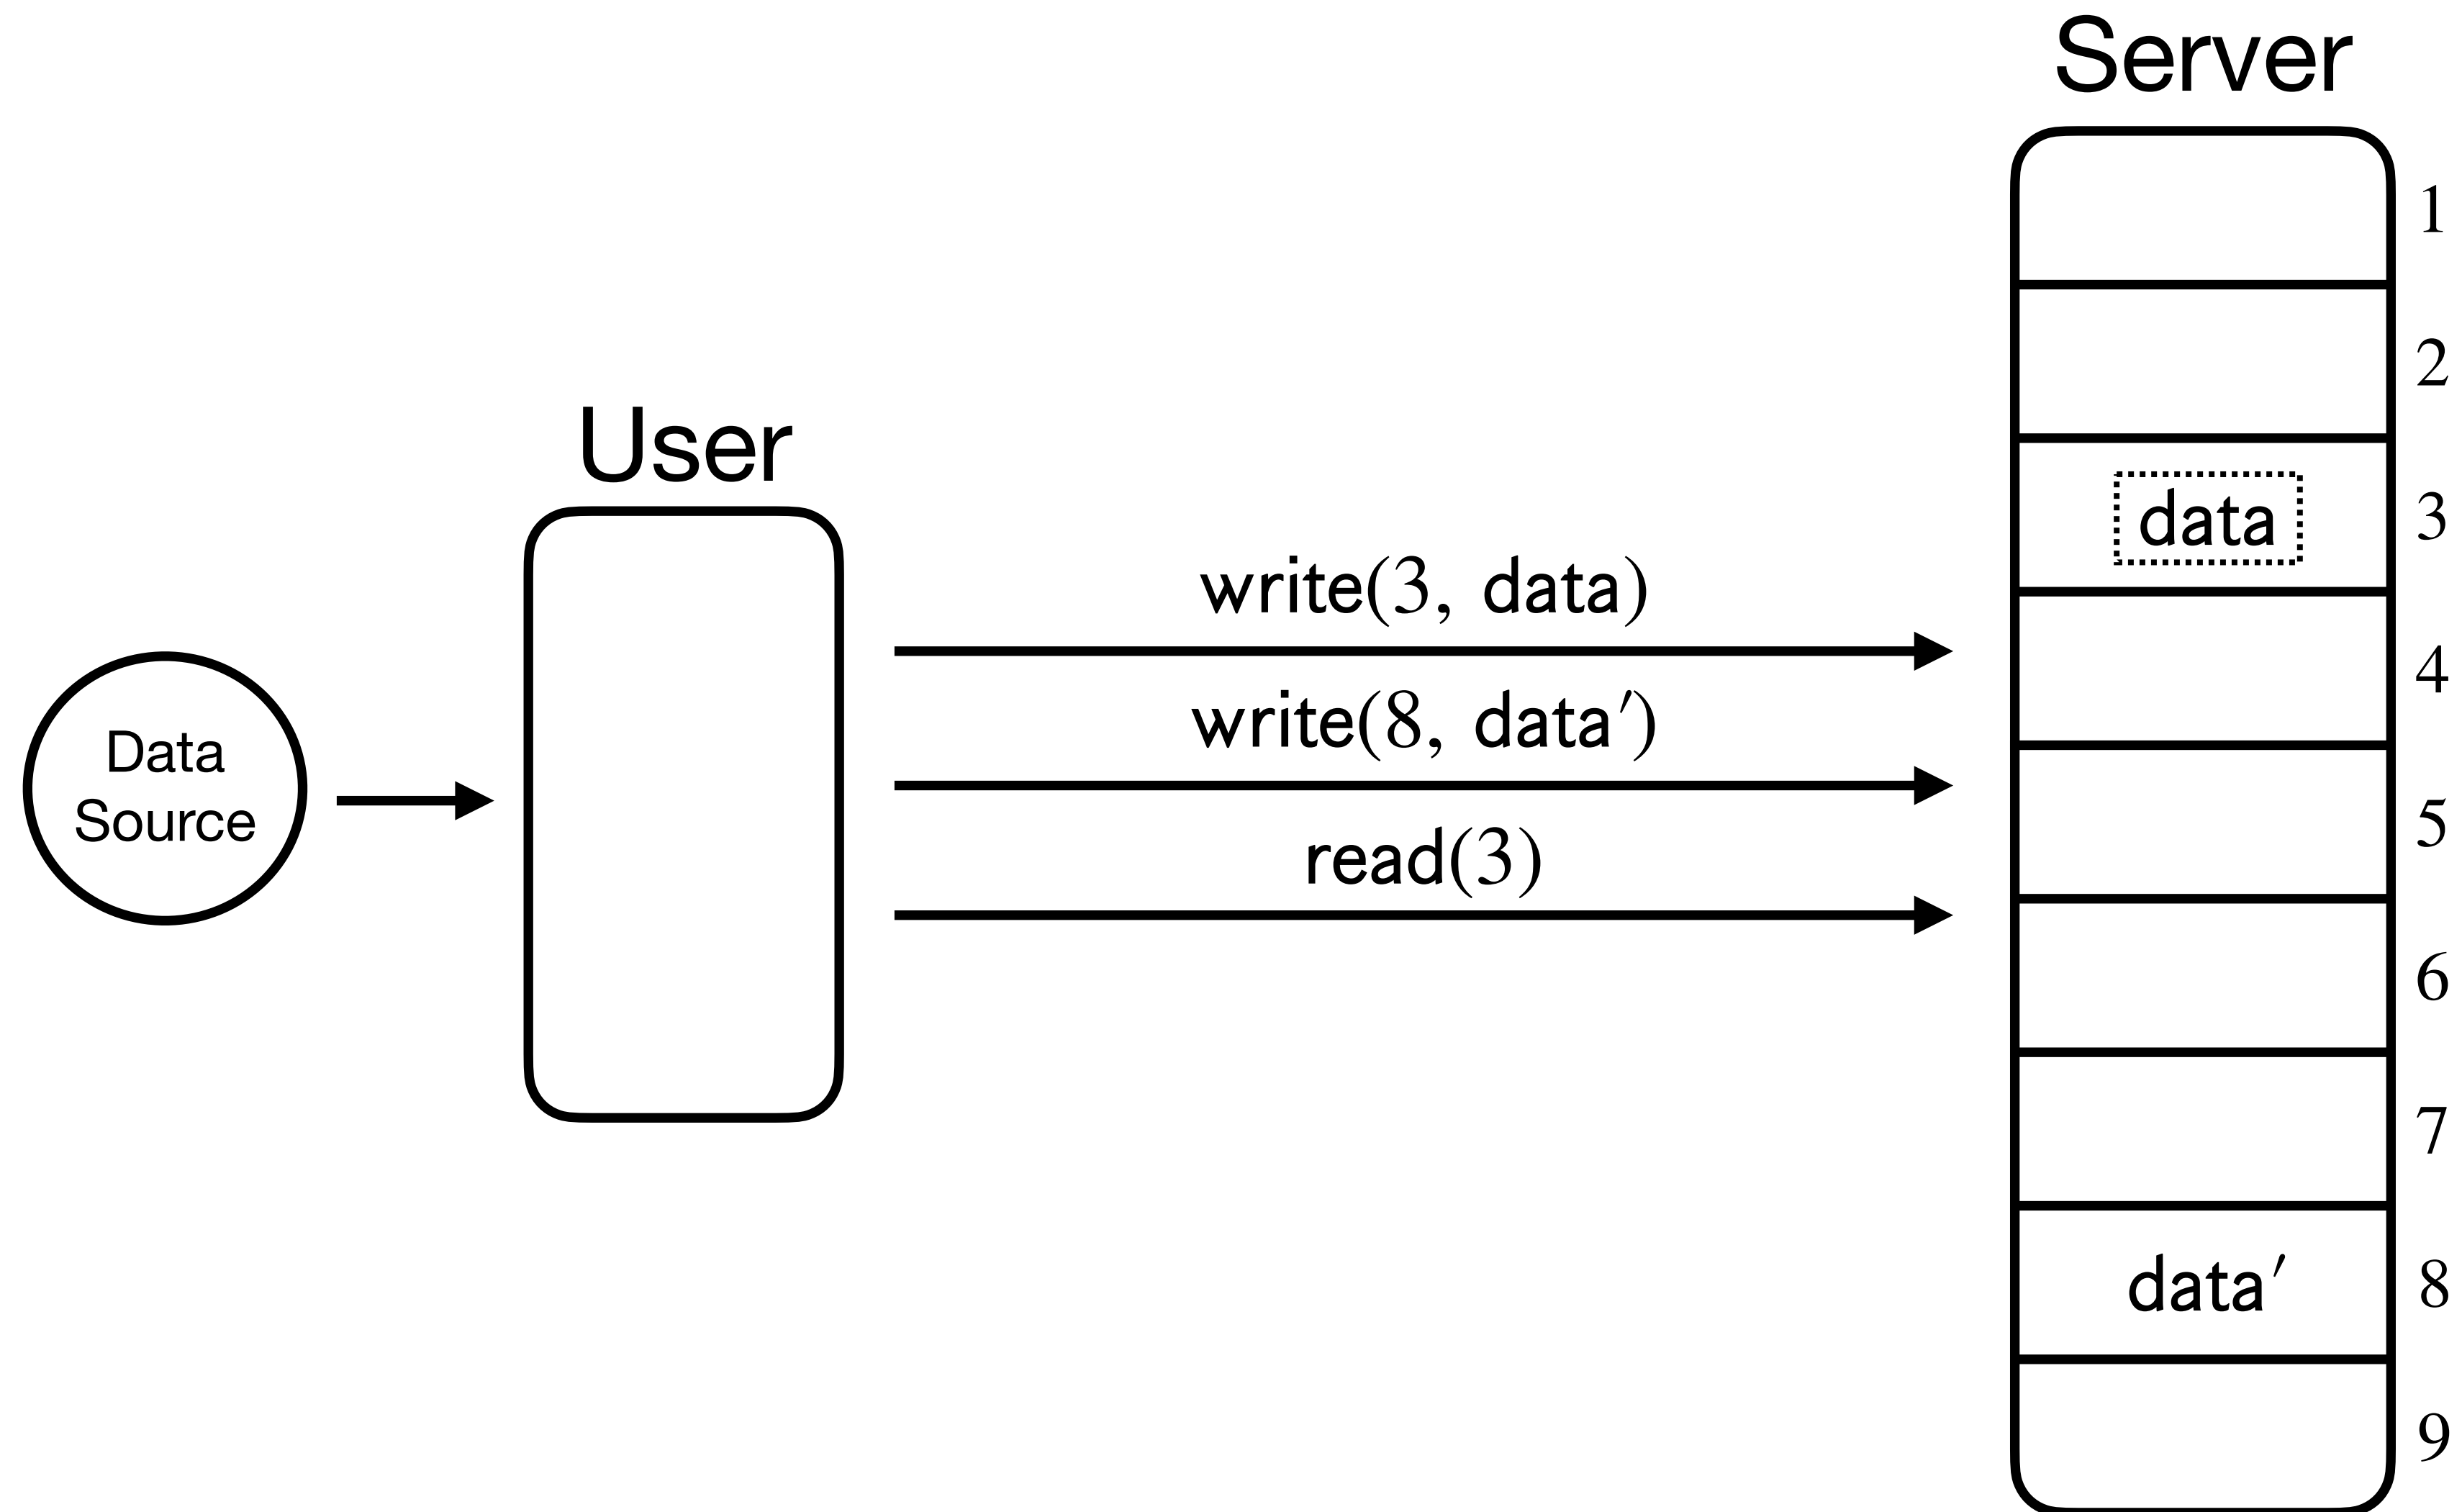 Server
1
2
User
data 3
write(3, data)
4
write(8, data′)
Data
Source
5
read(3)
6
7
data′ 8
9